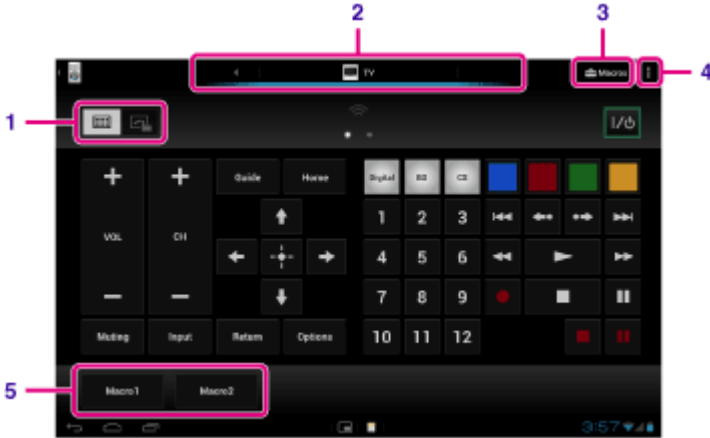 2
3
TV
Macros
4
1
I/⏻
Guide
Home
Digital
BS
CS
VOL
CH
1
2
3
4
5
6
7
8
9
Muting
Input
Return
Options
10
11
12
5
Macro1
Macro2
3:57